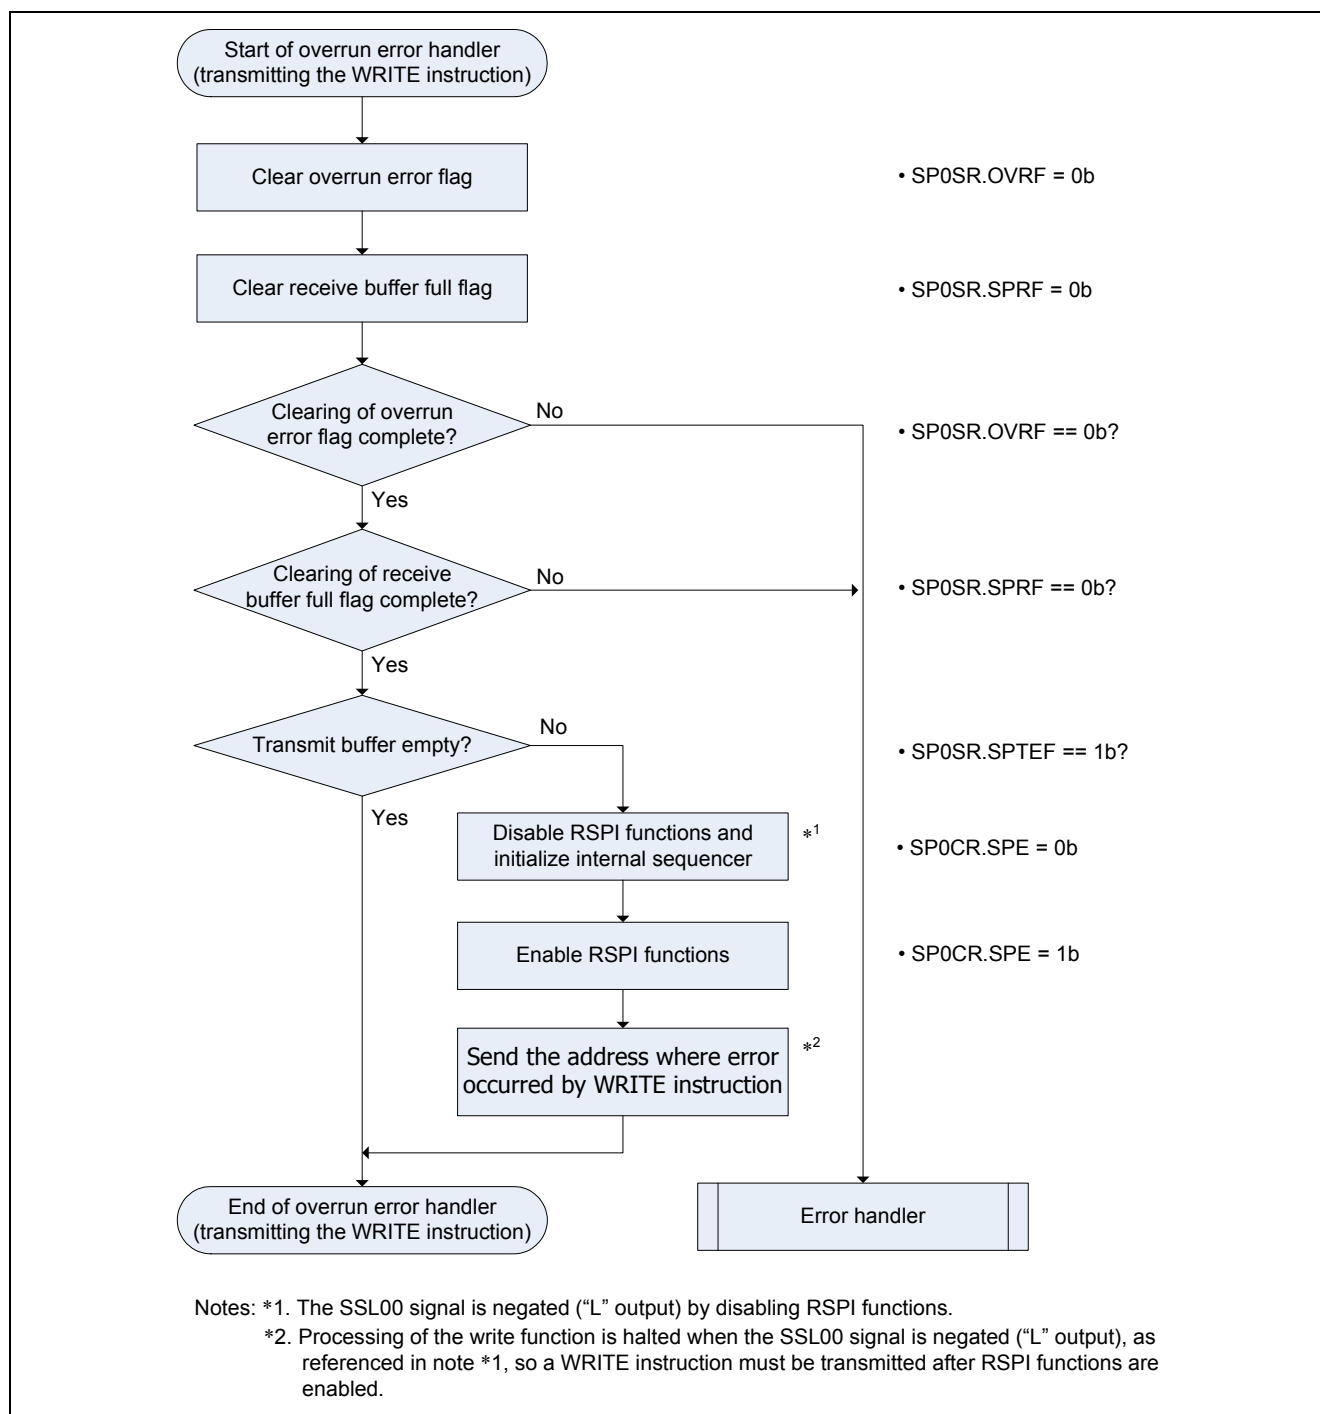 Start of overrun error handler
(transmitting the WRITE instruction)
Clear overrun error flag
• SP0SR.OVRF = 0b
Clear receive buffer full flag
• SP0SR.SPRF = 0b
Clearing of overrun
error flag complete?
No
• SP0SR.OVRF == 0b?
Yes
Clearing of receive
buffer full flag complete?
No
• SP0SR.SPRF == 0b?
Yes
Transmit buffer empty?
No
• SP0SR.SPTEF == 1b?
Yes
Disable RSPI functions and
initialize internal sequencer
*1
• SP0CR.SPE = 0b
Enable RSPI functions
• SP0CR.SPE = 1b
Send the address where error
occurred by WRITE instruction
*2
End of overrun error handler
(transmitting the WRITE instruction)
Error handler
Notes: *1. The SSL00 signal is negated (“L” output) by disabling RSPI functions.
*2. Processing of the write function is halted when the SSL00 signal is negated (“L” output), as
referenced in note *1, so a WRITE instruction must be transmitted after RSPI functions are
enabled.